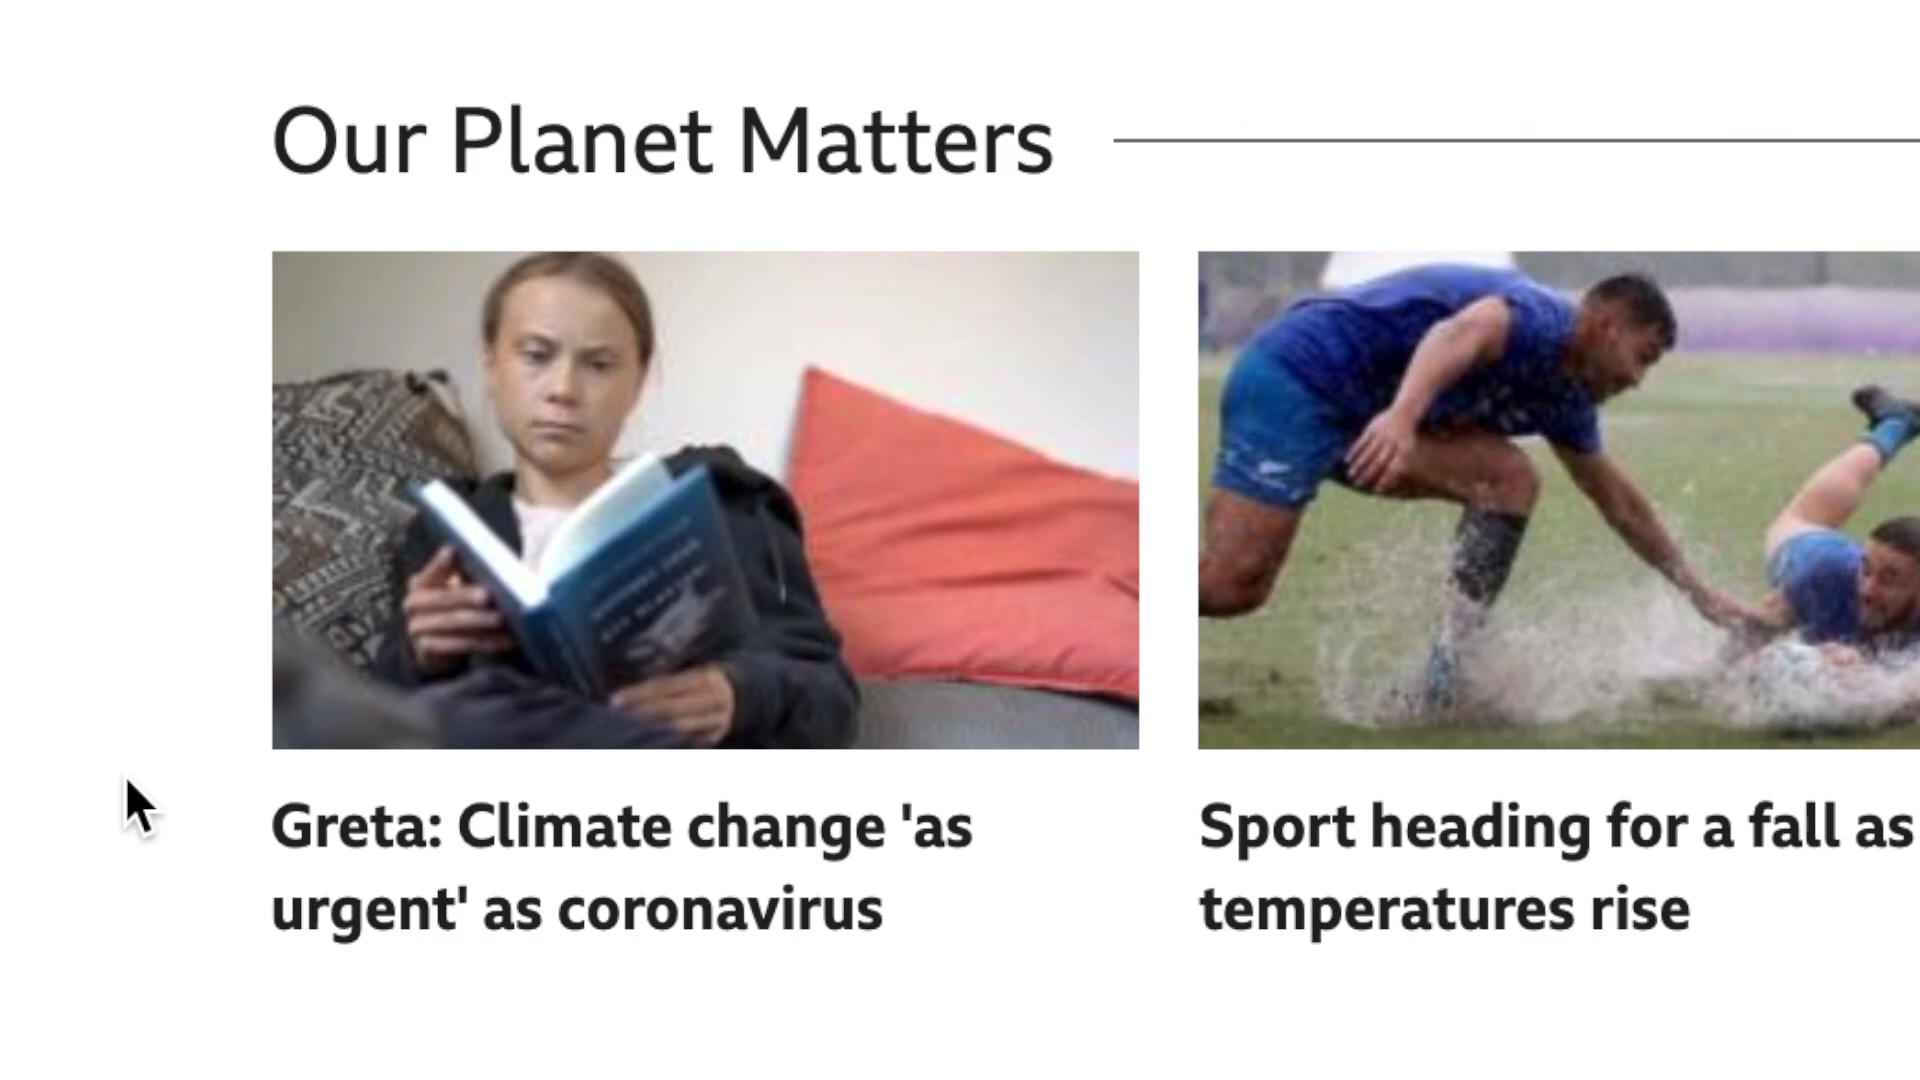 Our Planet Matters
Greta: Climate change 'as
urgent' as coronavirus
Sport heading for a fall as
temperatures rise